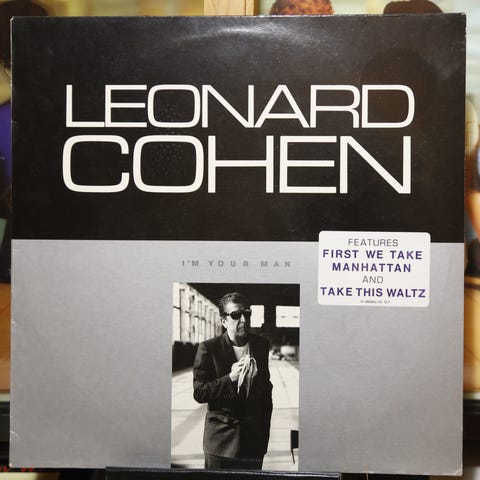 LEONARD
COHEN
I'M YOUR MAN
FEATURES
FIRST WE TAKE
MANHATTAN
AND
TAKE THIS WALTZ